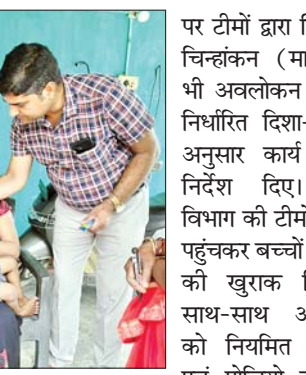 पर टीमों द्वारा
चिन्हांकन (मा
भी अवलोकन
निर्धारित दिशा-
अनुसार कार्य
निर्देश दिए।
विभाग की टीमों
पहुंचकर बच्चों
की खुराक
साथ-साथ अ
को नियमित